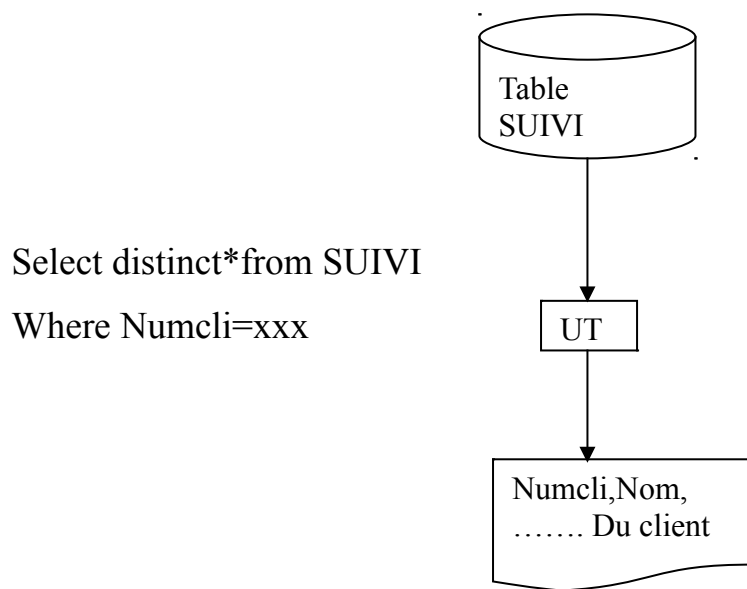 Table
SUIVI
Select distinct*from SUIVI
Where Numcli=xxx
UT
Numcli,Nom,
……. Du client